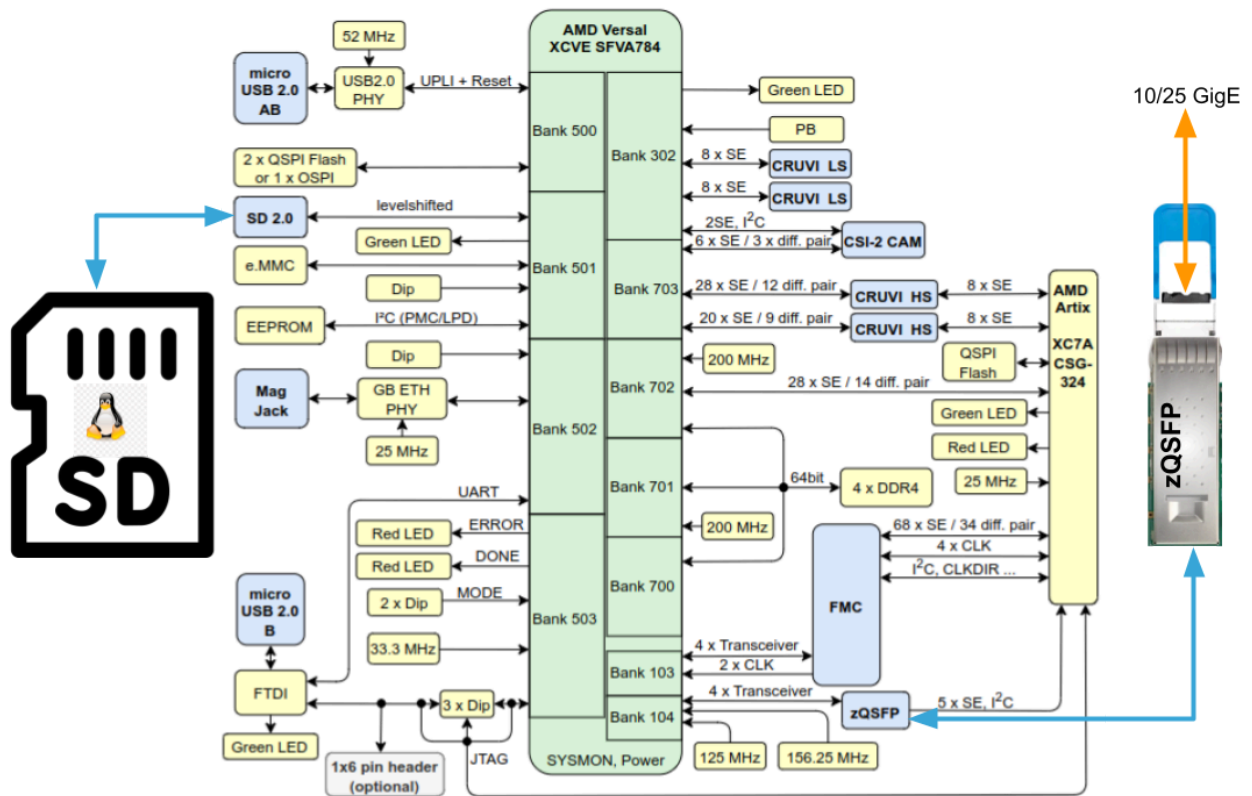 AMD Versal
XCVE SFVA784
52 MHz
micro
USB 2.0
AB
USB2.0
PHY
UPLI + Reset
Bank 500
2 x QSPI Flash
or 1 x OSPI
SD 2.0
levelshifted
Green LED
Bank 501
e.MMC
Dip
EEPROM
I²C (PMC/LPD)
Dip
Mag
Jack
GB ETH
PHY
25 MHz
Bank 502
UART
Red LED
ERROR
Red LED
DONE
2 x Dip
MODE
Bank 503
33.3 MHz
micro
USB 2.0
B
FTDI
Green LED
3 x Dip
JTAG
1x6 pin header
(optional)
SYSMON, Power
Bank 302
Green LED
PB
8 x SE
CRUVI LS
8 x SE
CRUVI LS
2SE, I²C
6 x SE / 3 x diff. pair
CSI-2 CAM
Bank 703
28 x SE / 12 diff. pair
CRUVI HS
8 x SE
20 x SE / 9 diff. pair
CRUVI HS
8 x SE
AMD
Artix
XC7A
CSG-
324
Bank 702
200 MHz
QSPI
Flash
28 x SE / 14 diff. pair
Green LED
Red LED
25 MHz
Bank 701
64bit
4 x DDR4
200 MHz
Bank 700
68 x SE / 34 diff. pair
4 x CLK
I²C, CLKDIR ...
FMC
Bank 103
4 x Transceiver
2 x CLK
Bank 104
4 x Transceiver
zQSFP
5 x SE, I²C
125 MHz
156.25 MHz
SD
10/25 GigE
zQSFP